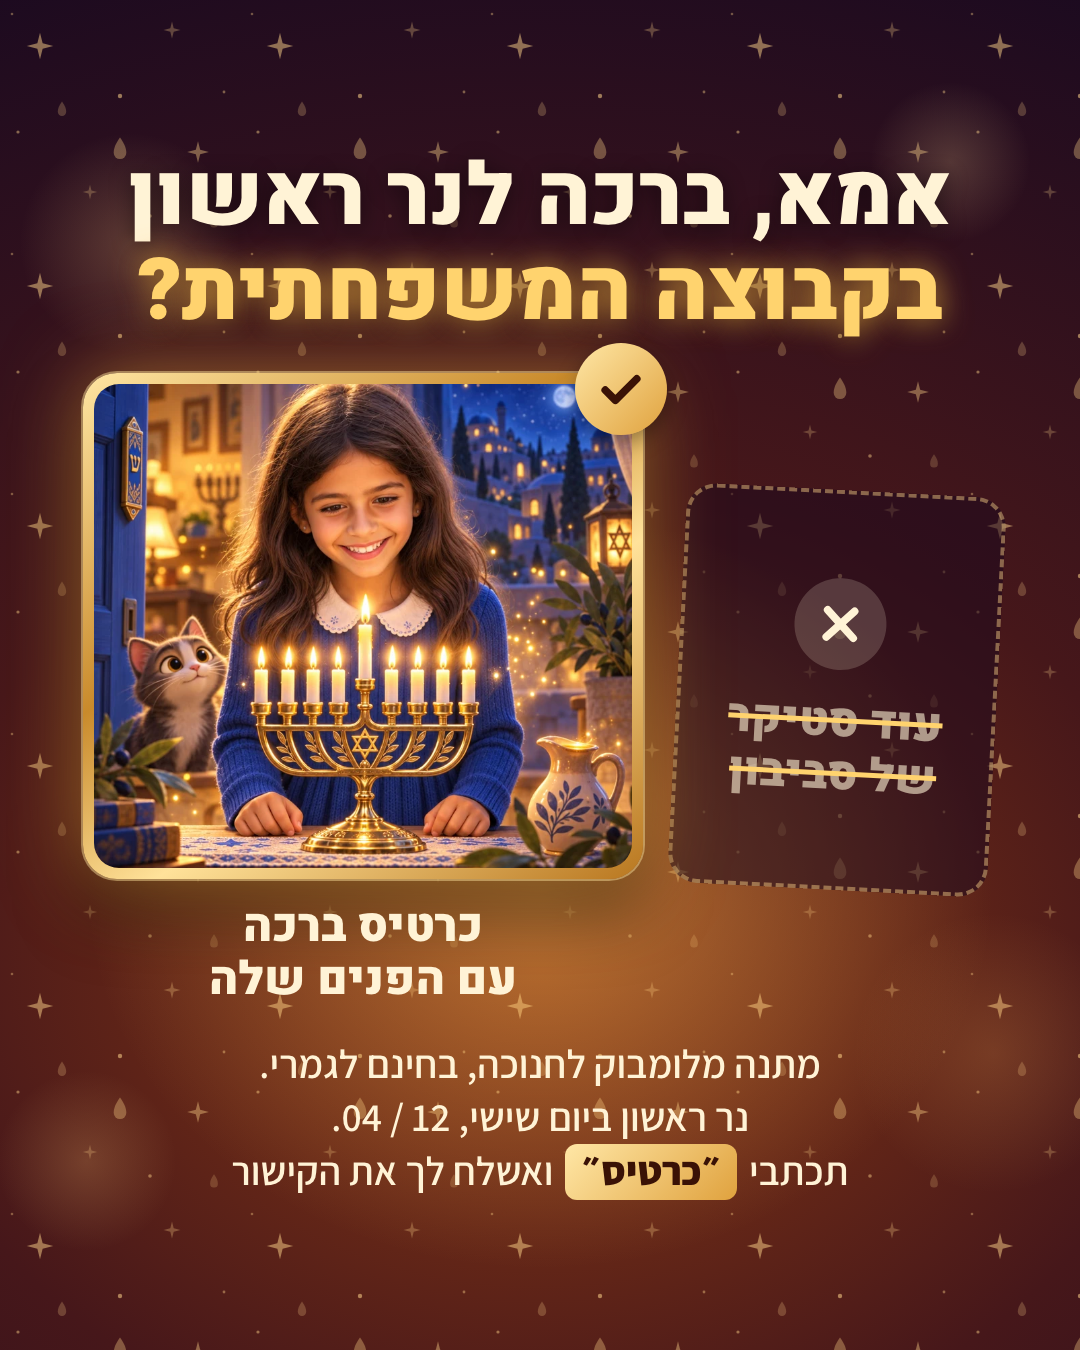 אמא, ברכה לנר ראשון
בקבוצה המשפחתית?
ש
עוד סטיקר
של סביבון
כרטיס ברכה
עם הפנים שלה
מתנה מלומבוק לחנוכה, בחינם לגמרי.
נר ראשון ביום שישי, 12 / 04.
תכתבי ״כרטיס״ ואשלח לך את הקישור